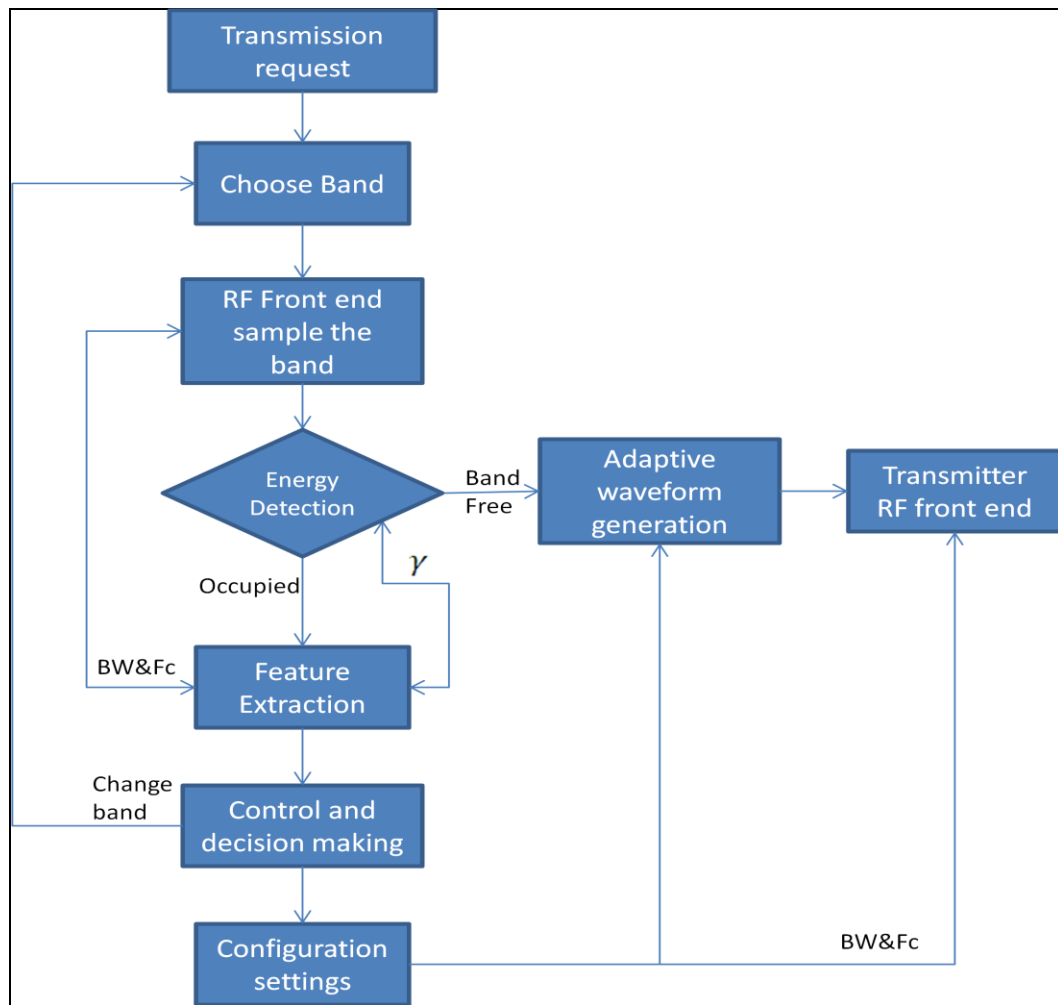 Transmission
request
Choose Band
RF Front end
sample the
band
Energy
Detection
Band
Free
Adaptive
waveform
generation
Transmitter
RF front end
γ
Occupied
BW&Fc
Feature
Extraction
Change
band
Control and
decision making
Configuration
settings
BW&Fc